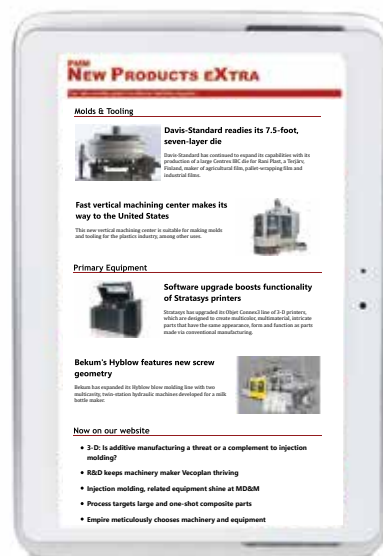 PMM
NEW PRODUCTS EXTRA
Molds & Tooling
Davis-Standard readies its 7.5-foot,
seven-layer die
Davis-Standard has continued to expand its capabilities with its
production of a large Centrex IBC die for Rani Plast, a Terjärv,
Finland, maker of agricultural film, pallet-wrapping film and
industrial films.
Fast vertical machining center makes its
way to the United States
This new vertical machining center is suitable for making molds
and tooling for the plastics industry, among other uses.
Primary Equipment
Software upgrade boosts functionality
of Stratasys printers
Stratasys has upgraded its Objet Connex3 line of 3-D printers,
which are designed to create multicolor, multimaterial, intricate
parts that have the same appearance, form and function as parts
made via conventional manufacturing.
Bekum's Hyblow features new screw
geometry
Bekum has expanded its Hyblow blow molding line with two
multicavity, twin-station hydraulic machines developed for a milk
bottle maker.
Now on our website
• 3-D: Is additive manufacturing a threat or a complement to injection
molding?
• R&D keeps machinery maker Vecoplan thriving
• Injection molding, related equipment shine at MD&M
• Process targets large and one-shot composite parts
• Empire meticulously chooses machinery and equipment